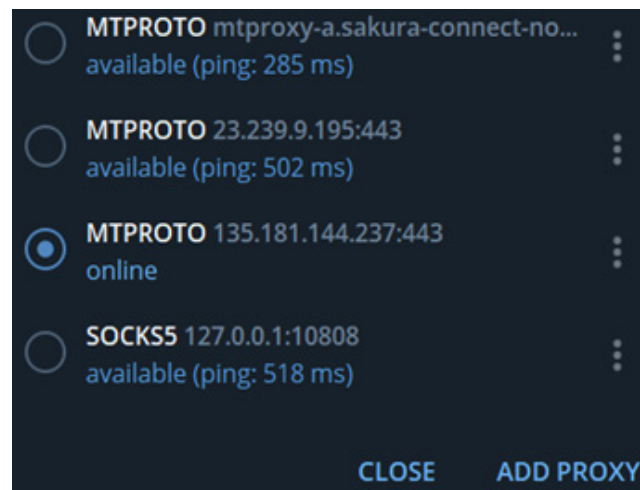 MTPROTO mtproxy-a.sakura-connect-no...
available (ping: 285 ms)
MTPROTO 23.239.9.195:443
available (ping: 502 ms)
MTPROTO 135.181.144.237:443
online
SOCKS5 127.0.0.1:10808
available (ping: 518 ms)
CLOSE ADD PROXY